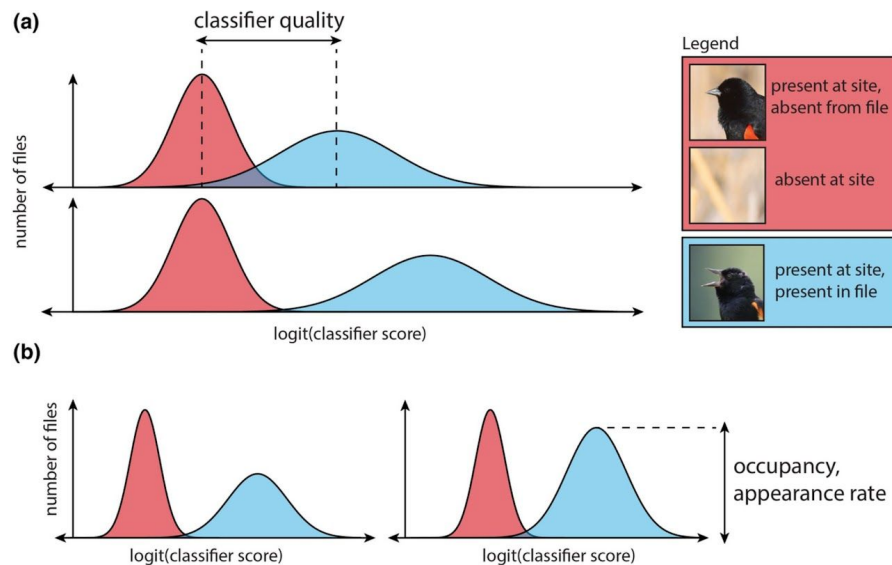 (a)
classifier quality
number of files
logit(classifier score)
Legend
present at site,
absent from file
absent at site
present at site,
present in file
(b)
number of files
logit(classifier score)
logit(classifier score)
occupancy,
appearance rate